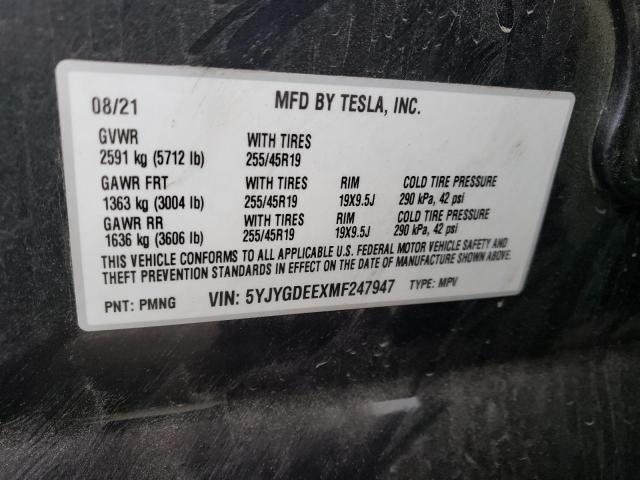 08/21 MFD BY TESLA, INC.
GVWR WITH TIRES
2591 kg (5712 lb) 255/45R19
GAWR FRT WITH TIRES RIM COLD TIRE PRESSURE
1363 kg (3004 lb) 255/45R19 19X9.5J 290 kPa, 42 psi
GAWR RR WITH TIRES RIM COLD TIRE PRESSURE
1636 kg (3606 lb) 255/45R19 19X9.5J 290 kPa, 42 psi
THIS VEHICLE CONFORMS TO ALL APPLICABLE U.S. FEDERAL MOTOR VEHICLE SAFETY AND
THEFT PREVENTION STANDARDS IN EFFECT ON THE DATE OF MANUFACTURE SHOWN ABOVE.
PNT: PMNG VIN: 5YJYGDEEXMF247947 TYPE: MPV